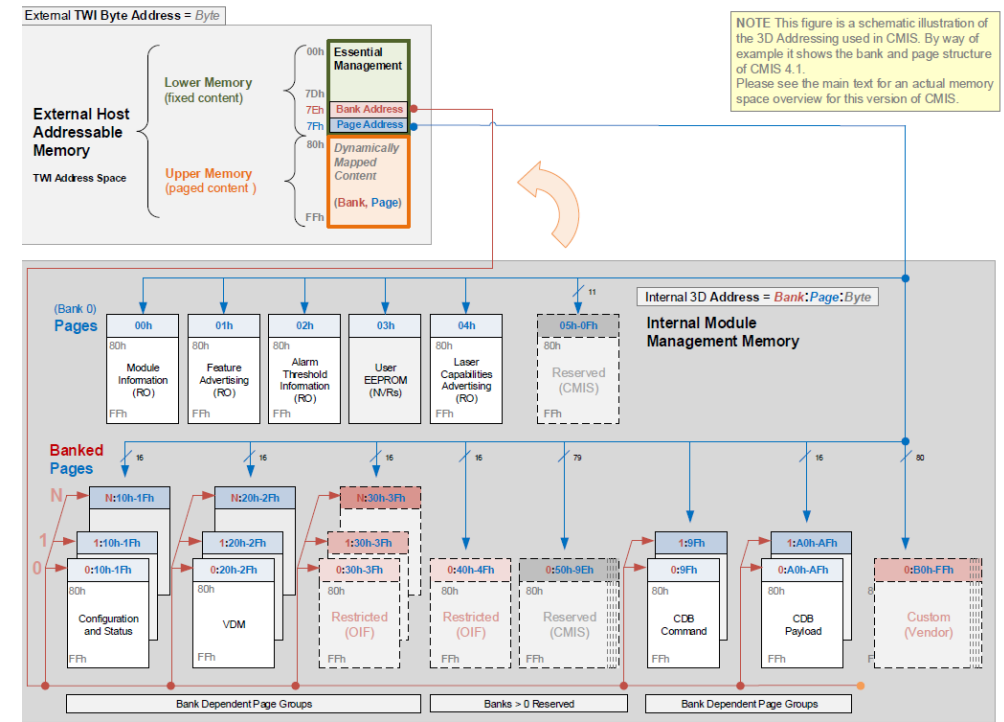 External TWI Byte Address = Byte
NOTE This figure is a schematic illustration of
the 3D Addressing used in CMIS. By way of
example it shows the bank and page structure
of CMIS 4.1.
Please see the main text for an actual memory
space overview for this version of CMIS.
External Host
Addressable
Memory
TWI Address Space
Lower Memory
(fixed content)
Upper Memory
(paged content )
00h
7Dh
7Eh
7Fh
80h
FFh
Essential
Management
Bank Address
Page Address
Dynamically
Mapped
Content
(Bank, Page)
Internal 3D Address = Bank:Page:Byte
Internal Module
Management Memory
(Bank 0)
Pages
11
00h
80h
Module
Information
(RO)
FFh
01h
80h
Feature
Advertising
(RO)
FFh
02h
80h
Alarm
Threshold
Information
(RO)
FFh
03h
80h
User
EEPROM
(NVRs)
FFh
04h
80h
Laser
Capabilities
Advertising
(RO)
FFh
05h-0Fh
80h
Reserved
(CMIS)
FFh
Banked
Pages
16
16
16
16
79
16
80
N
1
0
N:10h-1Fh
1:10h-1Fh
0:10h-1Fh
80h
Configuration
and Status
FFh
N:20h-2Fh
1:20h-2Fh
0:20h-2Fh
80h
VDM
FFh
N:30h-3Fh
1:30h-3Fh
0:30h-3Fh
80h
Restricted
(OIF)
FFh
0:40h-4Fh
80h
Restricted
(OIF)
FFh
0:50h-9Eh
80h
Reserved
(CMIS)
FFh
1:9Fh
0:9Fh
80h
CDB
Command
FFh
1:A0h-AFh
0:A0h-AFh
80h
CDB
Payload
FFh
0:B0h-FFh
Custom
(Vendor)
Bank Dependent Page Groups
Banks > 0 Reserved
Bank Dependent Page Groups